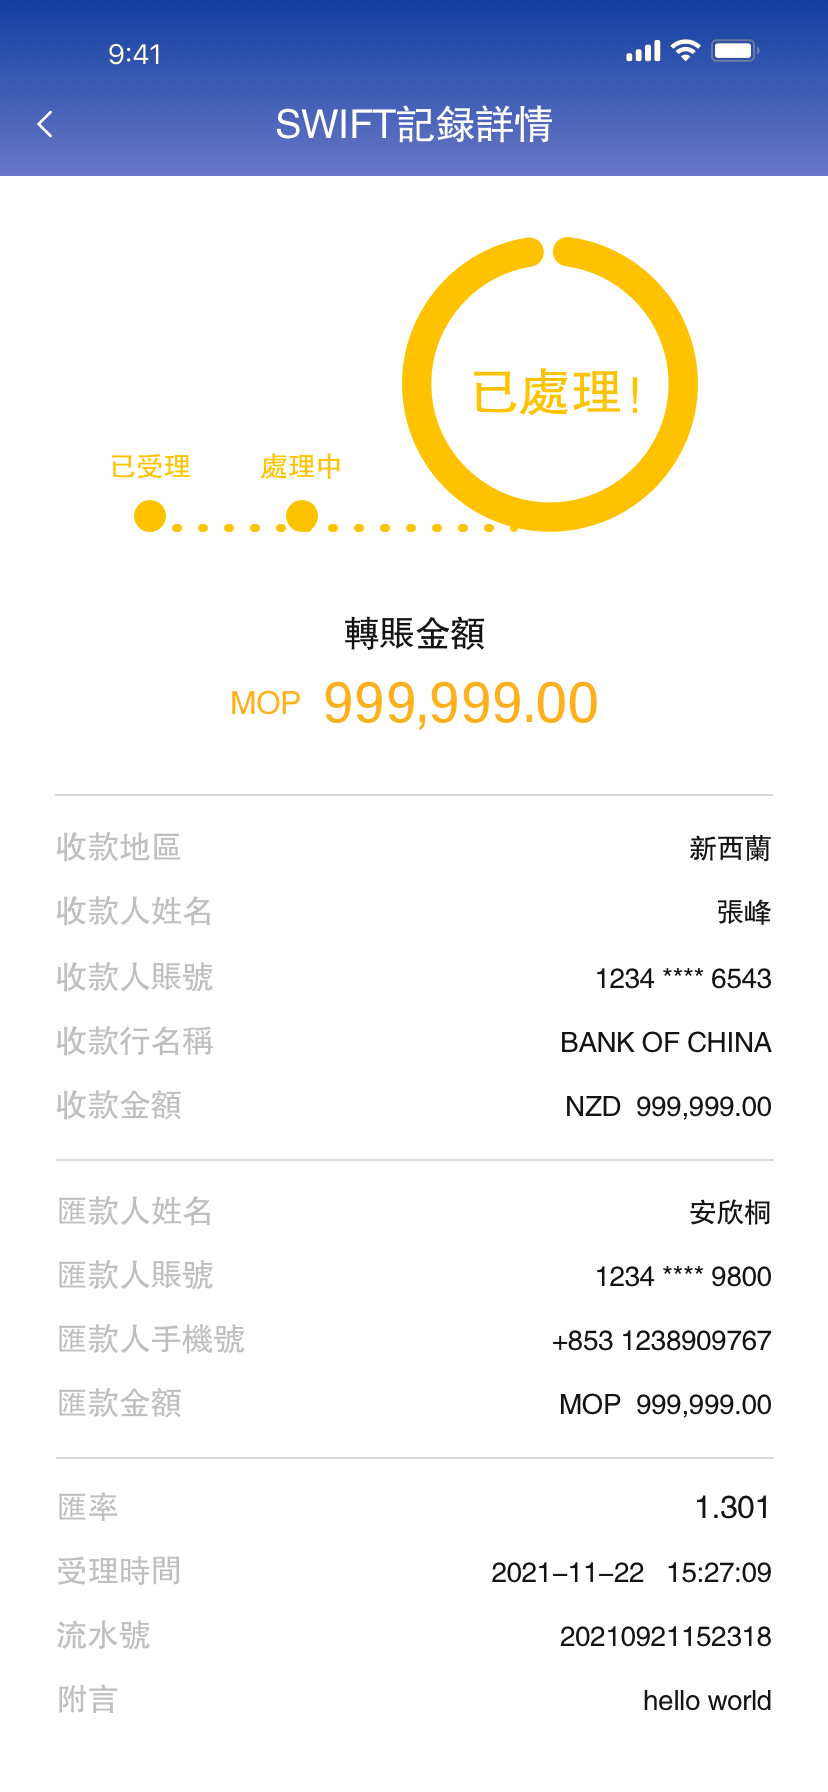 9:41
SWIFT記録詳情
已處理!
已受理 處理中
轉賬金額
MOP 999,999.00
收款地區 新西蘭
收款人姓名 張峰
收款人賬號 1234 **** 6543
收款行名稱 BANK OF CHINA
收款金額 NZD 999,999.00
匯款人姓名 安欣桐
匯款人賬號 1234 **** 9800
匯款人手機號 +853 1238909767
匯款金額 MOP 999,999.00
匯率 1.301
受理時間 2021-11-22 15:27:09
流水號 20210921152318
附言 hello world